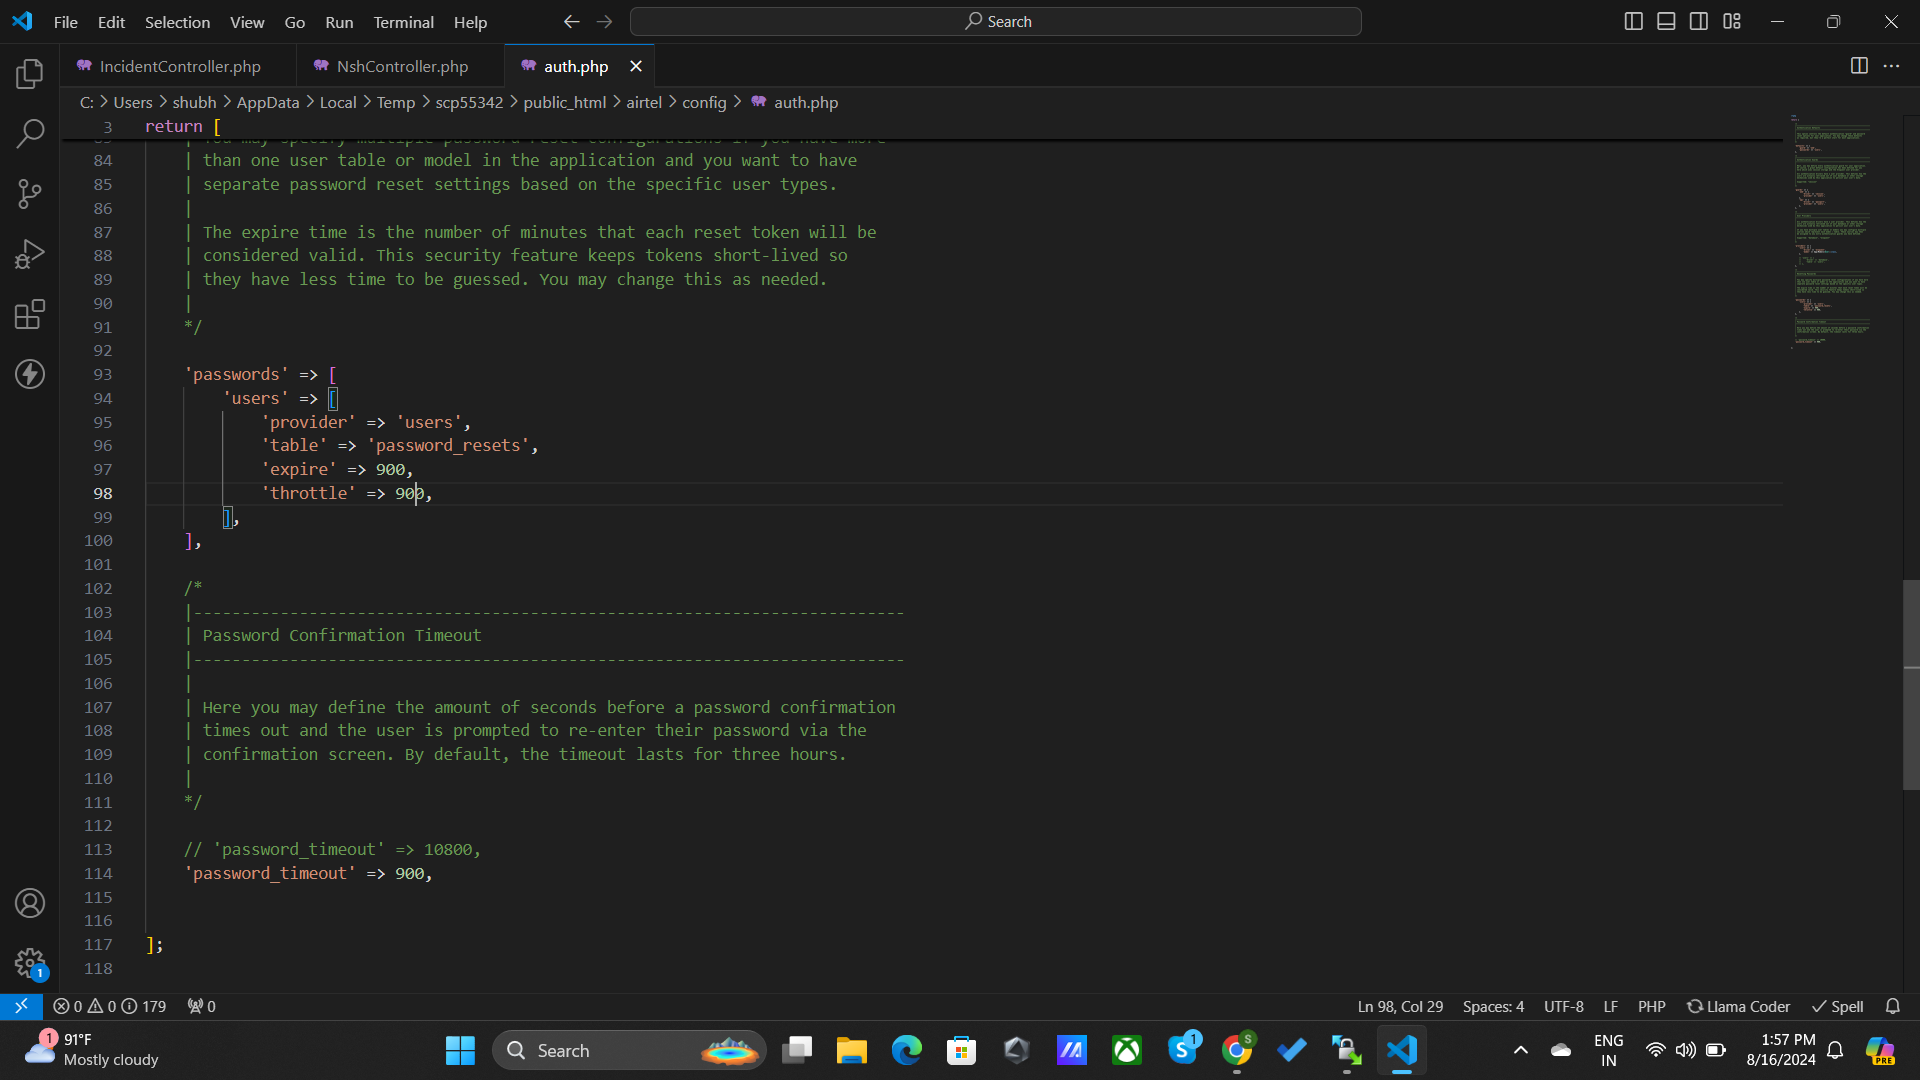 File Edit Selection View Go Run Terminal Help
Search
IncidentController.php NshController.php auth.php
C: > Users > shubh > AppData > Local > Temp > scp55342 > public_html > airtel > config > auth.php
3 return [
83 | You may specify multiple password reset configurations if you have more
84 | than one user table or model in the application and you want to have
85 | separate password reset settings based on the specific user types.
86 |
87 | The expire time is the number of minutes that each reset token will be
88 | considered valid. This security feature keeps tokens short-lived so
89 | they have less time to be guessed. You may change this as needed.
90 |
91 */
92
93 'passwords' => [
94 'users' => [
95 'provider' => 'users',
96 'table' => 'password_resets',
97 'expire' => 900,
98 'throttle' => 900,
99 ],
100 ],
101
102 /*
103 |--------------------------------------------------------------------------
104 | Password Confirmation Timeout
105 |--------------------------------------------------------------------------
106 |
107 | Here you may define the amount of seconds before a password confirmation
108 | times out and the user is prompted to re-enter their password via the
109 | confirmation screen. By default, the timeout lasts for three hours.
110 |
111 */
112
113 // 'password_timeout' => 10800,
114 'password_timeout' => 900,
115
116
117 ];
118
1
0 0 179 0 Ln 98, Col 29 Spaces: 4 UTF-8 LF PHP Llama Coder Spell
1 91°F
Mostly cloudy
Search
1
S
ENG
IN
1:57 PM
8/16/2024
PRE